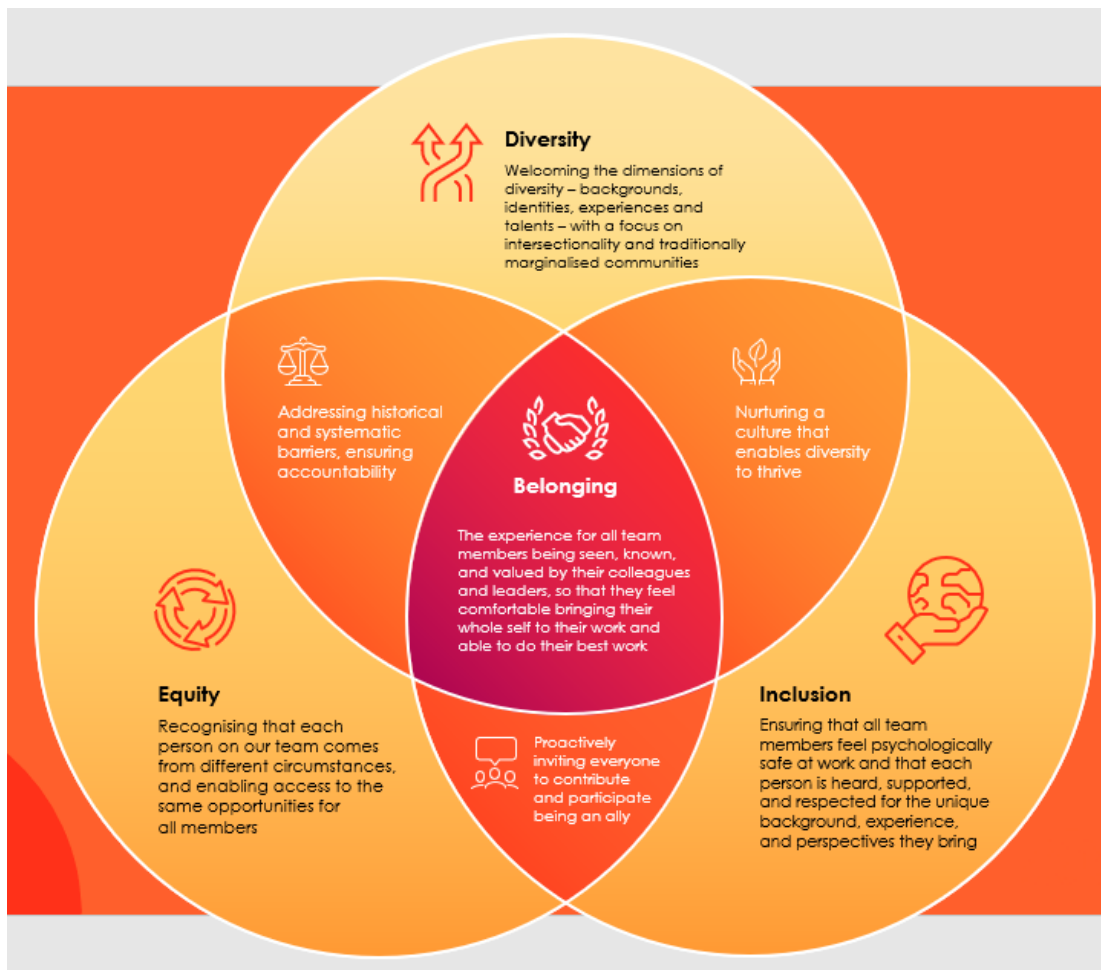 Diversity
Welcoming the dimensions of
diversity – backgrounds,
identities, experiences and
talents – with a focus on
intersectionality and traditionally
marginalised communities
Addressing historical
and systematic
barriers, ensuring
accountability
Nurturing a
culture that
enables diversity
to thrive
Belonging
The experience for all team
members being seen, known,
and valued by their colleagues
and leaders, so that they feel
comfortable bringing their
whole self to their work and
able to do their best work
Equity
Recognising that each
person on our team comes
from different circumstances,
and enabling access to the
same opportunities for
all members
Inclusion
Ensuring that all team
members feel psychologically
safe at work and that each
person is heard, supported,
and respected for the unique
background, experience,
and perspectives they bring
Proactively
inviting everyone
to contribute
and participate
being an ally